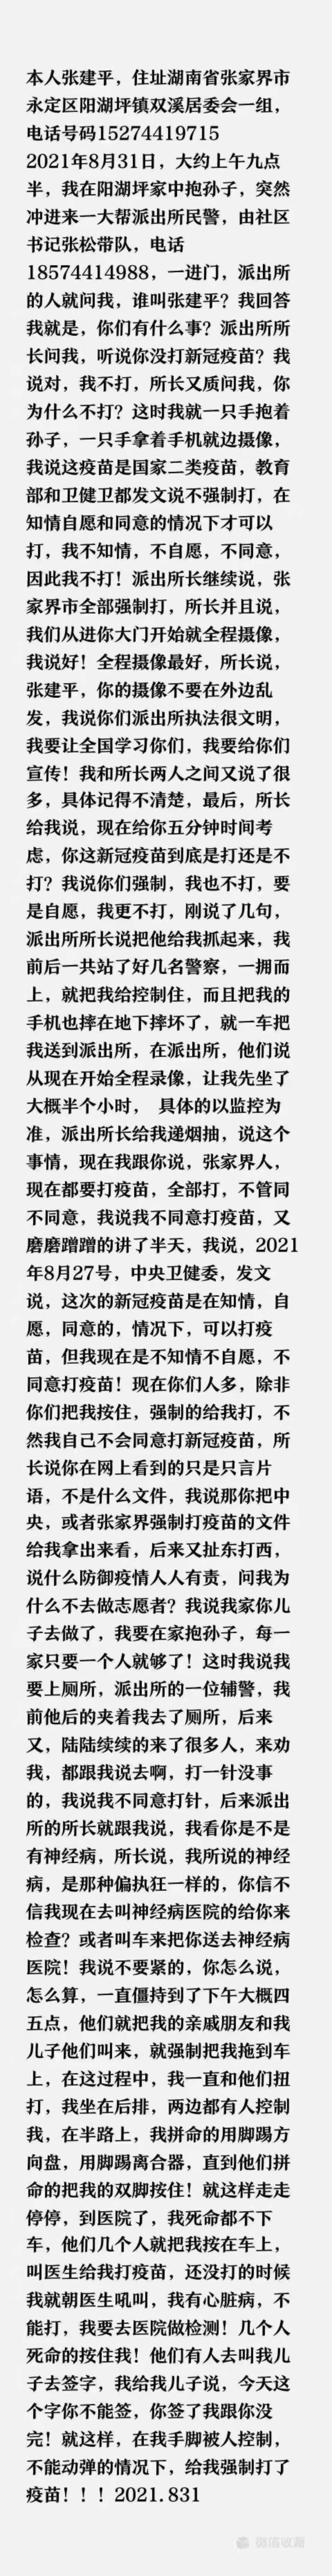 本人张建平，住址湖南省张家界市
永定区阳湖坪镇双溪居委会一组，
电话号码15274419715
2021年8月31日，大约上午九点
半，我在阳湖坪家中抱孙子，突然
冲进来一大帮派出所民警，由社区
书记张松带队，电话
18574414988，一进门，派出所
的人就问我，谁叫张建平？我回答
我就是，你们有什么事？派出所所
长问我，听说你没打新冠疫苗？我
说对，我不打，所长又质问我，你
为什么不打？这时我就一只手抱着
孙子，一只手拿着手机就边摄像，
我说这疫苗是国家二类疫苗，教育
部和卫健卫都发文说不强制打，在
知情自愿和同意的情况下才可以
打，我不知情，不自愿，不同意，
因此我不打！派出所长继续说，张
家界市全部强制打，所长并且说，
我们从进你大门开始就全程摄像，
我说好！全程摄像最好，所长说，
张建平，你的摄像不要在外边乱
发，我说你们派出所执法很文明，
我要让全国学习你们，我要给你们
宣传！我和所长两人之间又说了很
多，具体记得不清楚，最后，所长
给我说，现在给你五分钟时间考
虑，你这新冠疫苗到底是打还是不
打？我说你们强制，我也不打，要
是自愿，我更不打，刚说了几句，
派出所所长说把他给我抓起来，我
前后一共站了好几名警察，一拥而
上，就把我给控制住，而且把我的
手机也摔在地下摔坏了，就一车把
我送到派出所，在派出所，他们说
从现在开始全程录像，让我先坐了
大概半个小时， 具体的以监控为
准，派出所长给我递烟抽，说这个
事情，现在我跟你说，张家界人，
现在都要打疫苗，全部打，不管同
不同意，我说我不同意打疫苗，又
磨磨蹭蹭的讲了半天，我说，2021
年8月27号，中央卫健委，发文
说，这次的新冠疫苗是在知情，自
愿，同意的，情况下，可以打疫
苗，但我现在是不知情不自愿，不
同意打疫苗！现在你们人多，除非
你们把我按住，强制的给我打，不
然我自己不会同意打新冠疫苗，所
长说你在网上看到的只是只言片
语，不是什么文件，我说那你把中
央，或者张家界强制打疫苗的文件
给我拿出来看，后来又扯东打西，
说什么防御疫情人人有责，问我为
什么不去做志愿者？我说我家你儿
子去做了，我要在家抱孙子，每一
家只要一个人就够了！这时我说我
要上厕所，派出所的一位辅警，我
前他后的夹着我去了厕所，后来
又，陆陆续续的来了很多人，来劝
我，都跟我说去啊，打一针没事
的，我说我不同意打针，后来派出
所的所长就跟我说，我看你是不是
有神经病，所长说，我所说的神经
病，是那种偏执狂一样的，你信不
信我现在去叫神经病医院的给你来
检查？或者叫车来把你送去神经病
医院！我说不要紧的，你怎么说，
怎么算，一直僵持到了下午大概四
五点，他们就把我的亲戚朋友和我
儿子他们叫来，就强制把我拖到车
上，在这过程中，我一直和他们扭
打，我坐在后排，两边都有人控制
我，在半路上，我拼命的用脚踢方
向盘，用脚踢离合器，直到他们拼
命的把我的双脚按住！就这样走走
停停，到医院了，我死命都不下
车，他们几个人就把我按在车上，
叫医生给我打疫苗，还没打的时候
我就朝医生吼叫，我有心脏病，不
能打，我要去医院做检测！几个人
死命的按住我！他们有人去叫我儿
子去签字，我给我儿子说，今天这
个字你不能签，你签了我跟你没
完！就这样，在我手脚被人控制，
不能动弹的情况下，给我强制打了
疫苗！！！2021.831
微信收藏